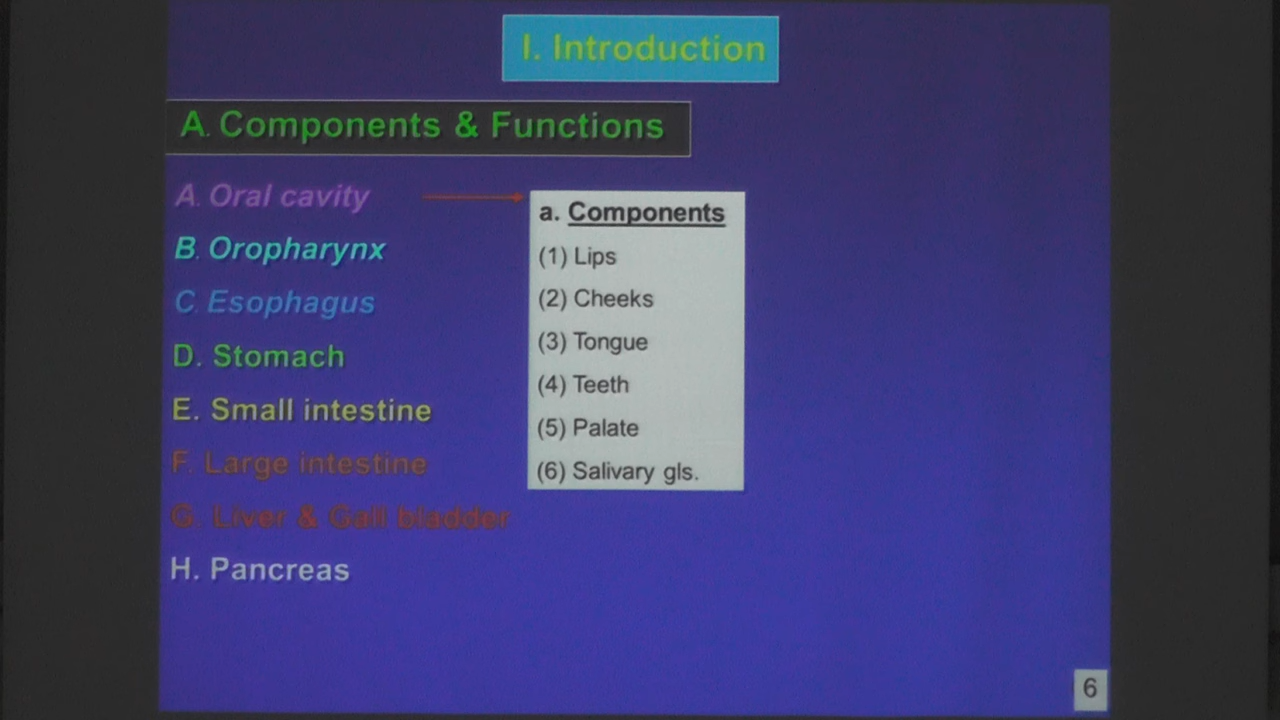 I. Introduction
A. Components & Functions
A. Oral cavity
B. Oropharynx
C. Esophagus
D. Stomach
E. Small intestine
F. Large intestine
G. Liver & Gall bladder
H. Pancreas
a. Components
(1) Lips
(2) Cheeks
(3) Tongue
(4) Teeth
(5) Palate
(6) Salivary gls.
6